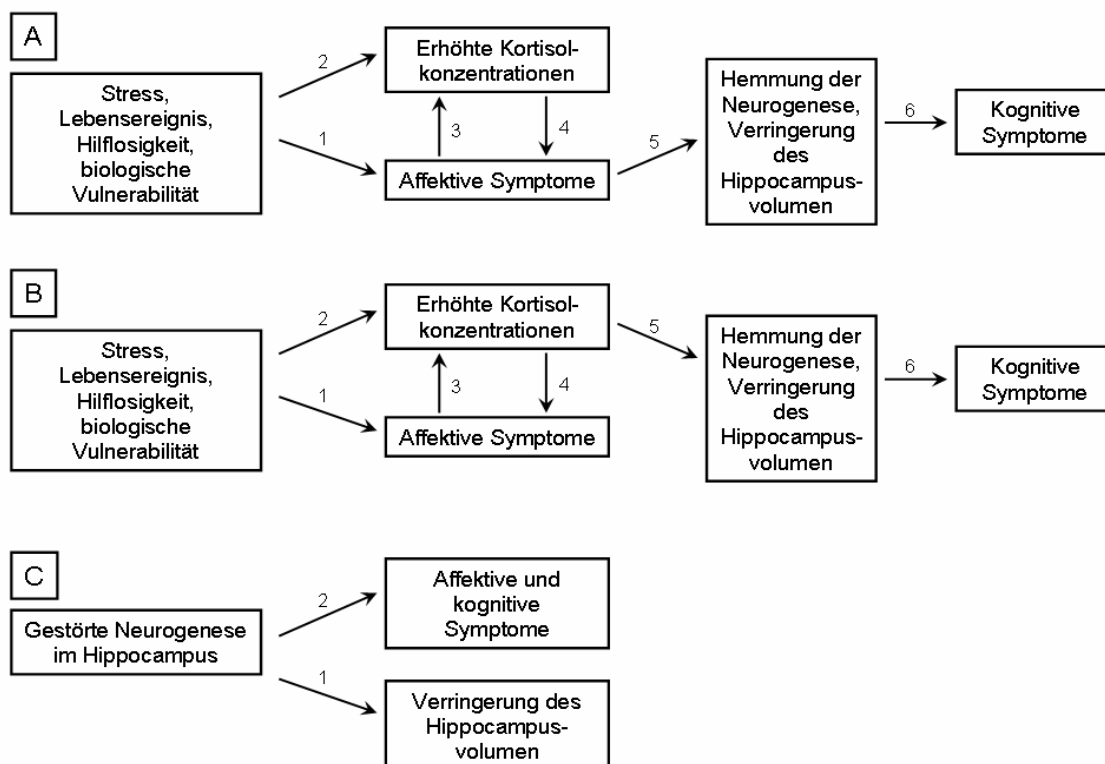 A
Stress,
Lebensereignis,
Hilflosigkeit,
biologische
Vulnerabilität
2
1
Erhöhte Kortisol-
konzentrationen
3
4
Affektive Symptome
5
Hemmung der
Neurogenese,
Verringerung
des
Hippocampus-
volumen
6
Kognitive
Symptome
B
Stress,
Lebensereignis,
Hilflosigkeit,
biologische
Vulnerabilität
2
1
Erhöhte Kortisol-
konzentrationen
3
4
Affektive Symptome
5
Hemmung der
Neurogenese,
Verringerung
des
Hippocampus-
volumen
6
Kognitive
Symptome
C
Gestörte Neurogenese
im Hippocampus
2
1
Affektive und
kognitive
Symptome
Verringerung des
Hippocampus-
volumen